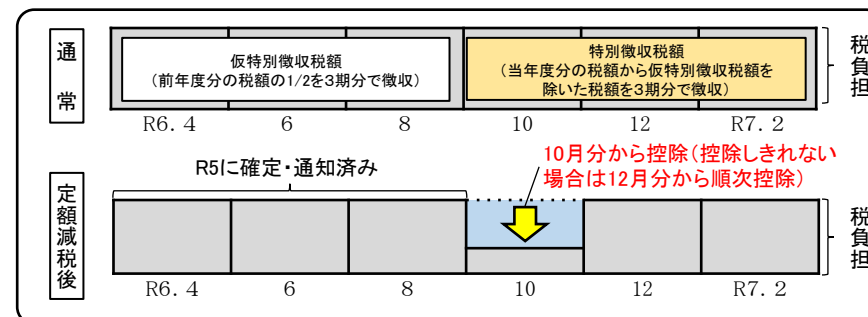 通常
仮特別徴収税額
(前年度分の税額の1/2を3期分で徴収)
特別徴収税額
(当年度分の税額から仮特別徴収税額を
除いた税額を3期分で徴収)
税負担
R6.4 6 8 10 12 R7.2
R5に確定・通知済み
10月分から控除(控除しきれない
場合は12月分から順次控除)
定額減税後
税負担
R6.4 6 8 10 12 R7.2